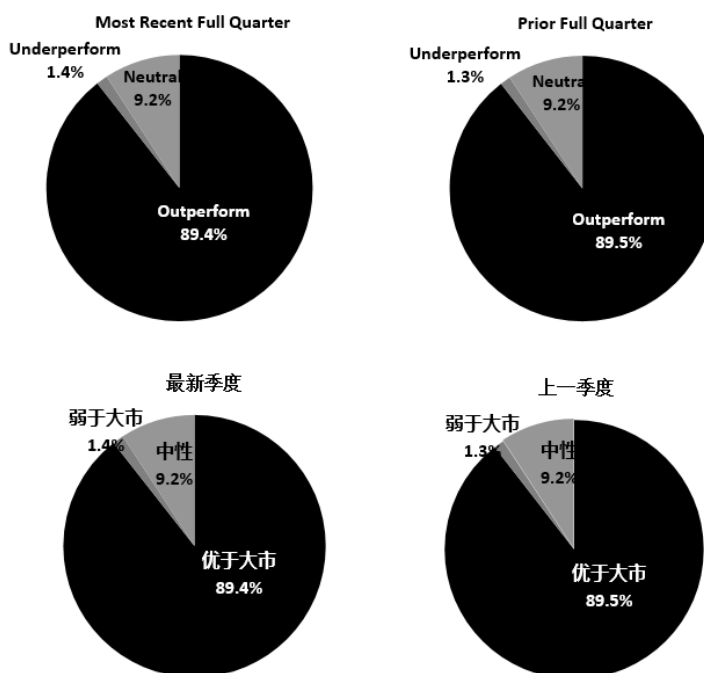 Most Recent Full Quarter
Underperform
1.4%
Neutral
9.2%
Outperform
89.4%
Prior Full Quarter
Underperform
1.3%
Neutral
9.2%
Outperform
89.5%
最新季度
弱于大市
1.4%
中性
9.2%
优于大市
89.4%
上一季度
弱于大市
1.3%
中性
9.2%
优于大市
89.5%